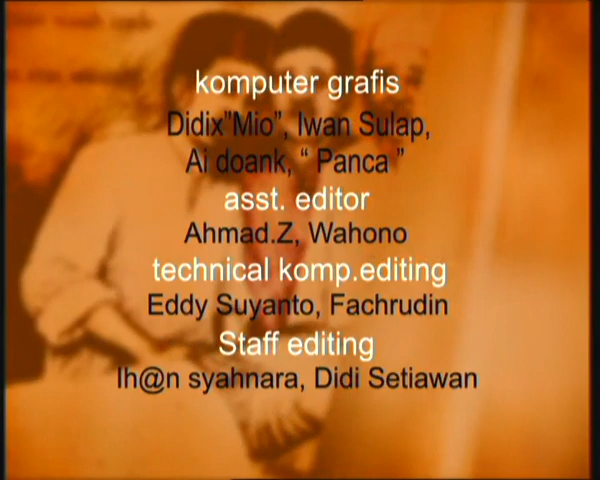 komputer grafis
Didix"Mio", Iwan Sulap,
Ai doank, “ Panca ”
asst. editor
Ahmad.Z, Wahono
technical komp.editing
Eddy Suyanto, Fachrudin
Staff editing
Ih@n syahnara, Didi Setiawan